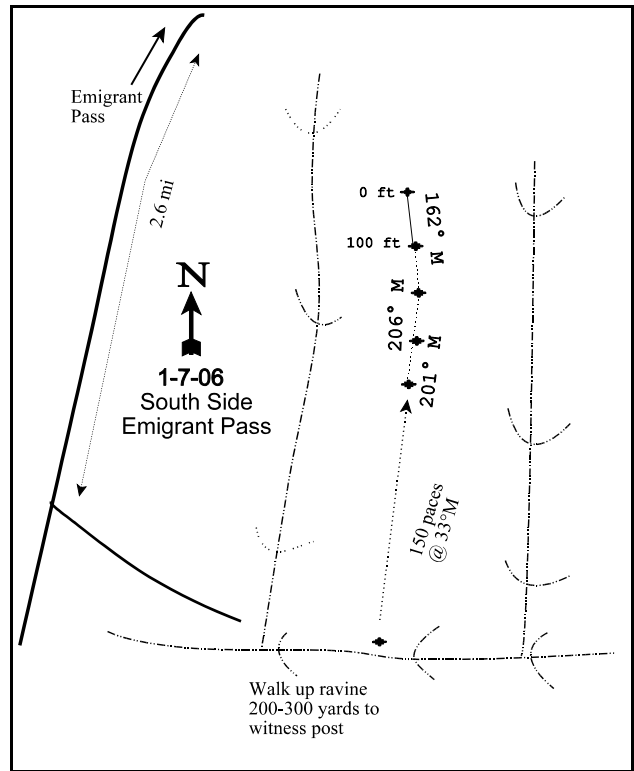 Emigrant
Pass
2.6 mi
N
1-7-06
South Side
Emigrant Pass
0 ft
162° M
100 ft
206° M
201° M
150 paces
@ 33°M
Walk up ravine
200-300 yards to
witness post